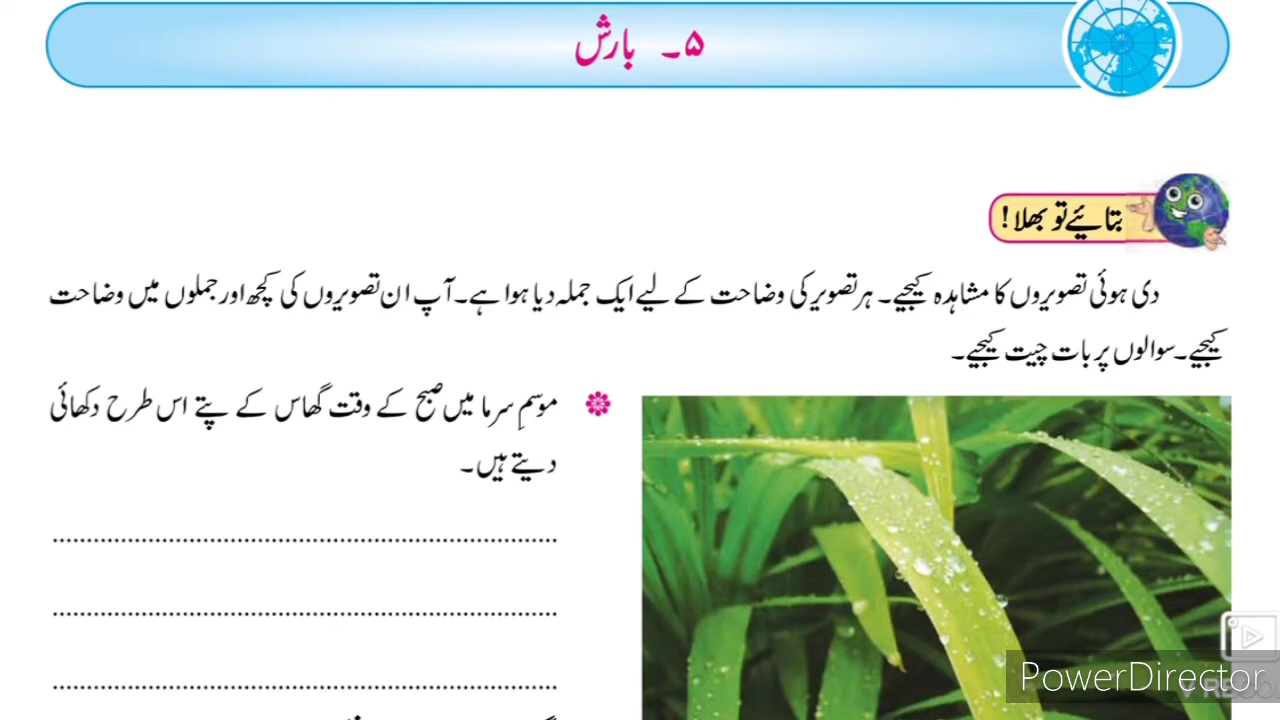 ۵۔ بارش
بتائیے تو بھلا!
دی ہوئی تصویروں کا مشاہدہ کیجیے۔ ہر تصویر کی وضاحت کے لیے ایک جملہ دیا ہوا ہے۔ آپ ان تصویروں کی کچھ اور جملوں میں وضاحت
کیجیے۔ سوالوں پر بات چیت کیجیے۔
موسمِ سرما میں صبح کے وقت گھاس کے پتے اس طرح دکھائی
دیتے ہیں۔
PowerDirector